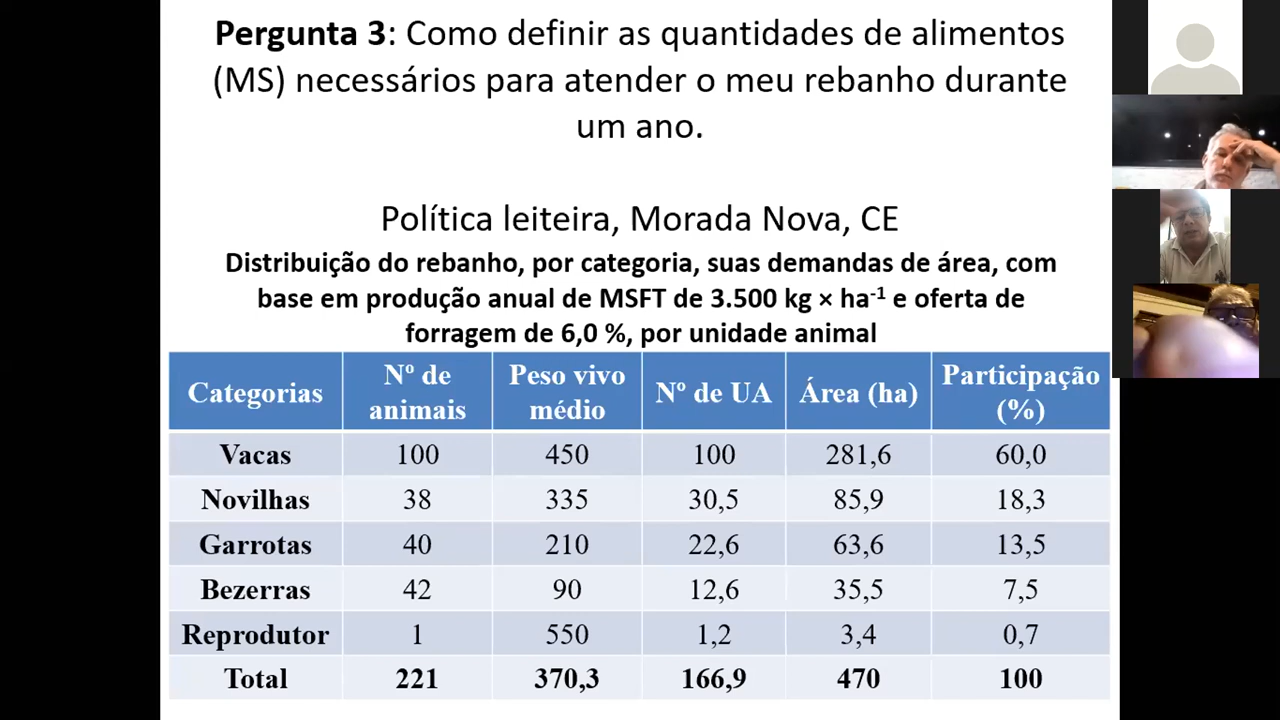 Pergunta 3: Como definir as quantidades de alimentos
(MS) necessários para atender o meu rebanho durante
um ano.
Política leiteira, Morada Nova, CE
Distribuição do rebanho, por categoria, suas demandas de área, com
base em produção anual de MSFT de 3.500 kg × ha-1 e oferta de
forragem de 6,0 %, por unidade animal
Categorias Nº de animais Peso vivo médio Nº de UA Área (ha) Participação (%)
Vacas 100 450 100 281,6 60,0
Novilhas 38 335 30,5 85,9 18,3
Garrotas 40 210 22,6 63,6 13,5
Bezerras 42 90 12,6 35,5 7,5
Reprodutor 1 550 1,2 3,4 0,7
Total 221 370,3 166,9 470 100